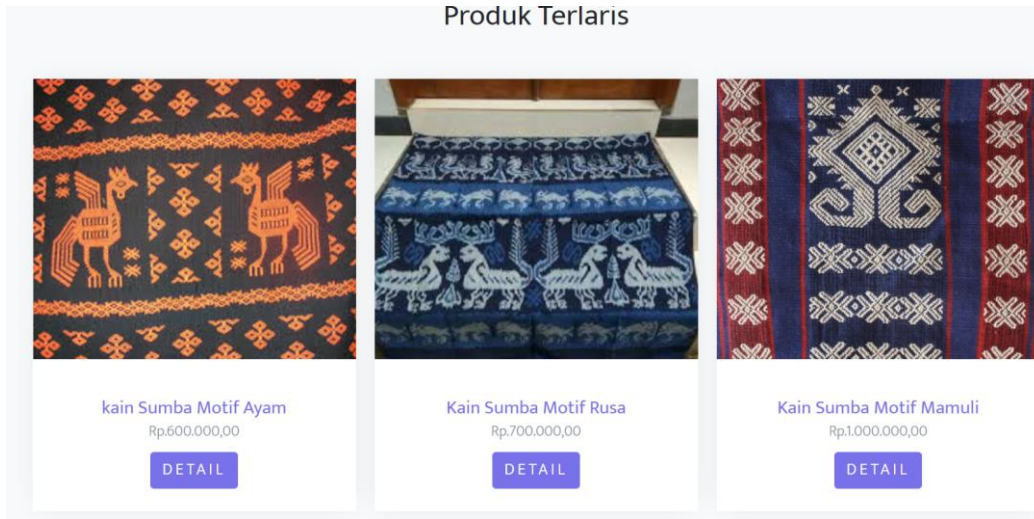 Produk Terlaris
kain Sumba Motif Ayam
Rp.600.000,00
DETAIL
Kain Sumba Motif Rusa
Rp.700.000,00
DETAIL
Kain Sumba Motif Mamuli
Rp.1.000.000,00
DETAIL